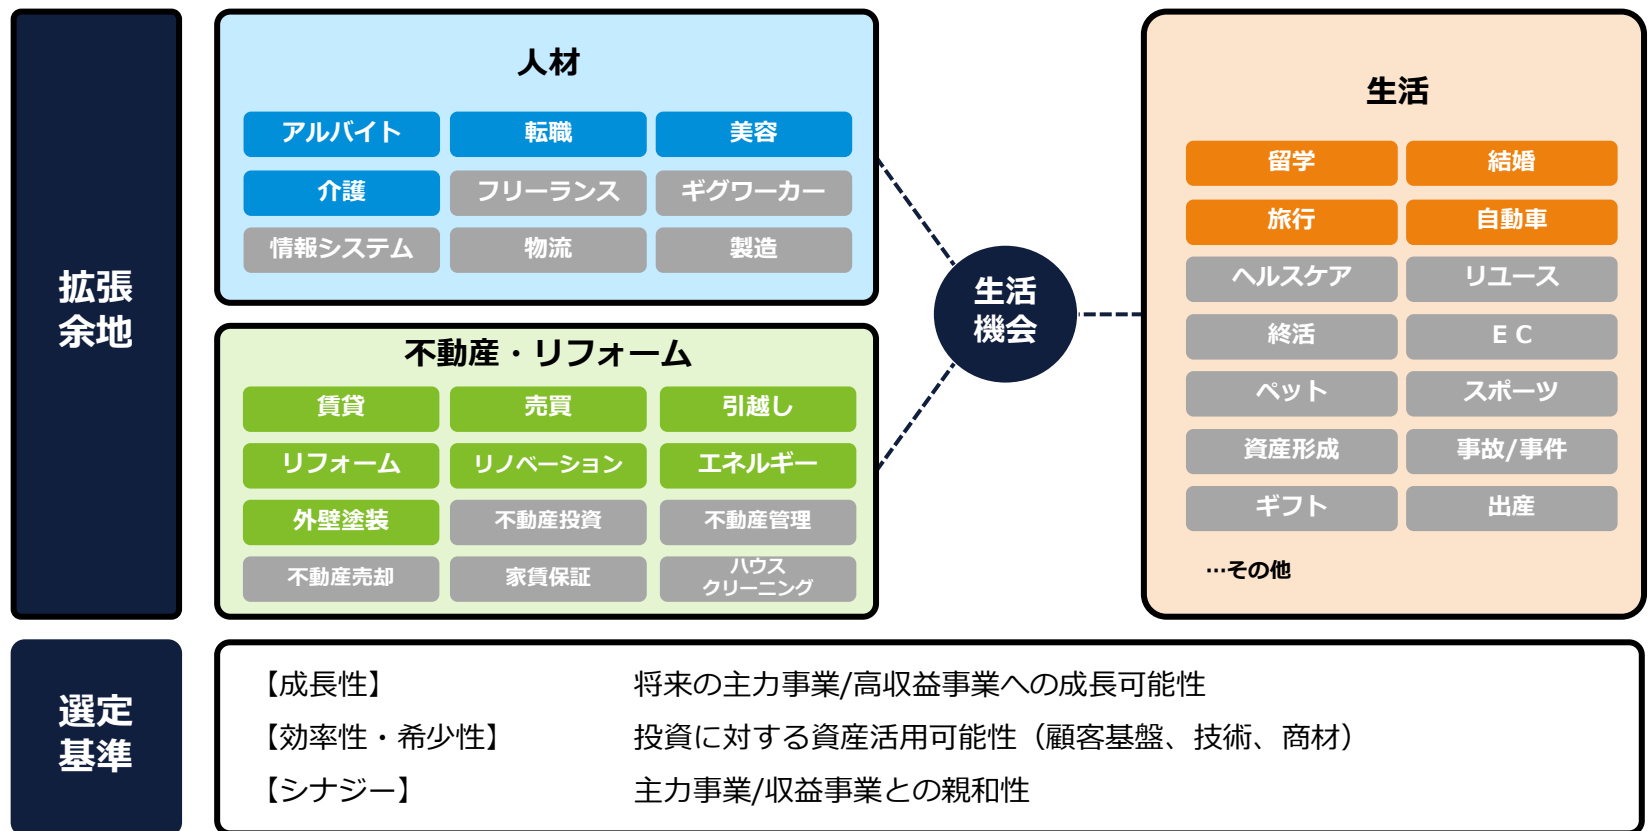 拡張
余地
人材
アルバイト
転職
美容
介護
フリーランス
ギグワーカー
情報システム
物流
製造
不動産・リフォーム
賃貸
売買
引越し
リフォーム
リノベーション
エネルギー
外壁塗装
不動産投資
不動産管理
不動産売却
家賃保証
ハウス
クリーニング
生活
機会
生活
留学
結婚
旅行
自動車
ヘルスケア
リユース
終活
ＥＣ
ペット
スポーツ
資産形成
事故/事件
ギフト
出産
…その他
選定
基準
【成長性】 将来の主力事業/高収益事業への成長可能性
【効率性・希少性】 投資に対する資産活用可能性（顧客基盤、技術、商材）
【シナジー】 主力事業/収益事業との親和性